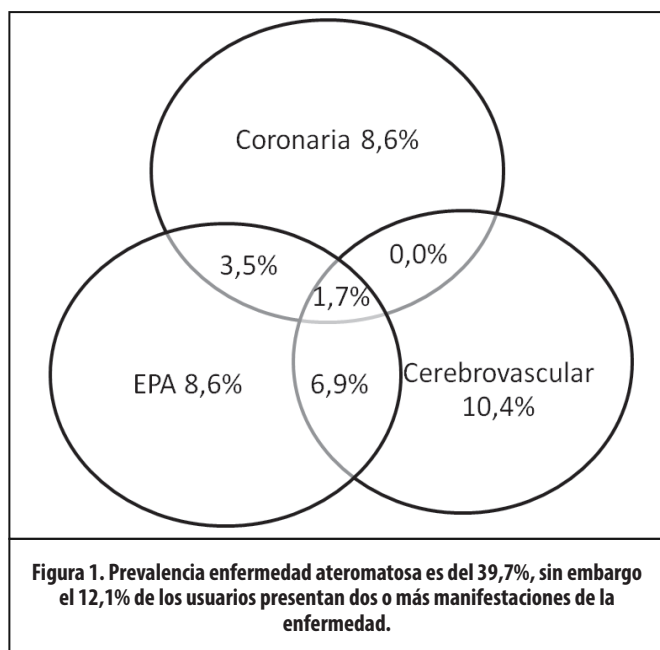 Coronaria 8,6%
3,5%
0,0%
1,7%
EPA 8,6%
6,9%
Cerebrovascular
10,4%
Figura 1. Prevalencia enfermedad ateromatosa es del 39,7%, sin embargo
el 12,1% de los usuarios presentan dos o más manifestaciones de la
enfermedad.